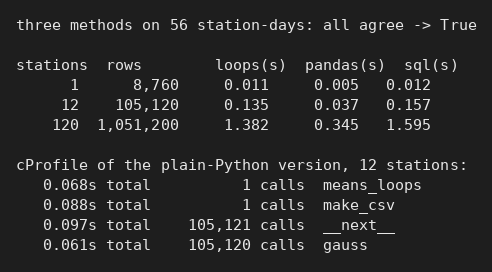 three methods on 56 station-days: all agree -> True
stations  rows        loops(s)  pandas(s)  sql(s)
1      8,760     0.011     0.005   0.012
12    105,120     0.135     0.037   0.157
120  1,051,200     1.382     0.345   1.595
cProfile of the plain-Python version, 12 stations:
0.068s total          1 calls  means_loops
0.088s total          1 calls  make_csv
0.097s total    105,121 calls  __next__
0.061s total    105,120 calls  gauss